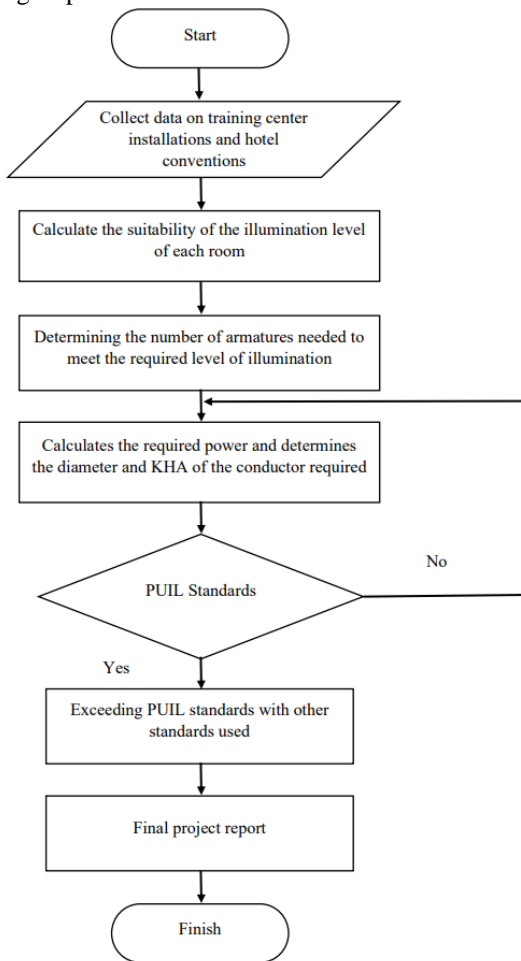 Start
Collect data on training center
installations and hotel
conventions
Calculate the suitability of the illumination level
of each room
Determining the number of armatures needed to
meet the required level of illumination
Calculates the required power and determines
the diameter and KHA of the conductor required
PUIL Standards
No
Yes
Exceeding PUIL standards with other
standards used
Final project report
Finish